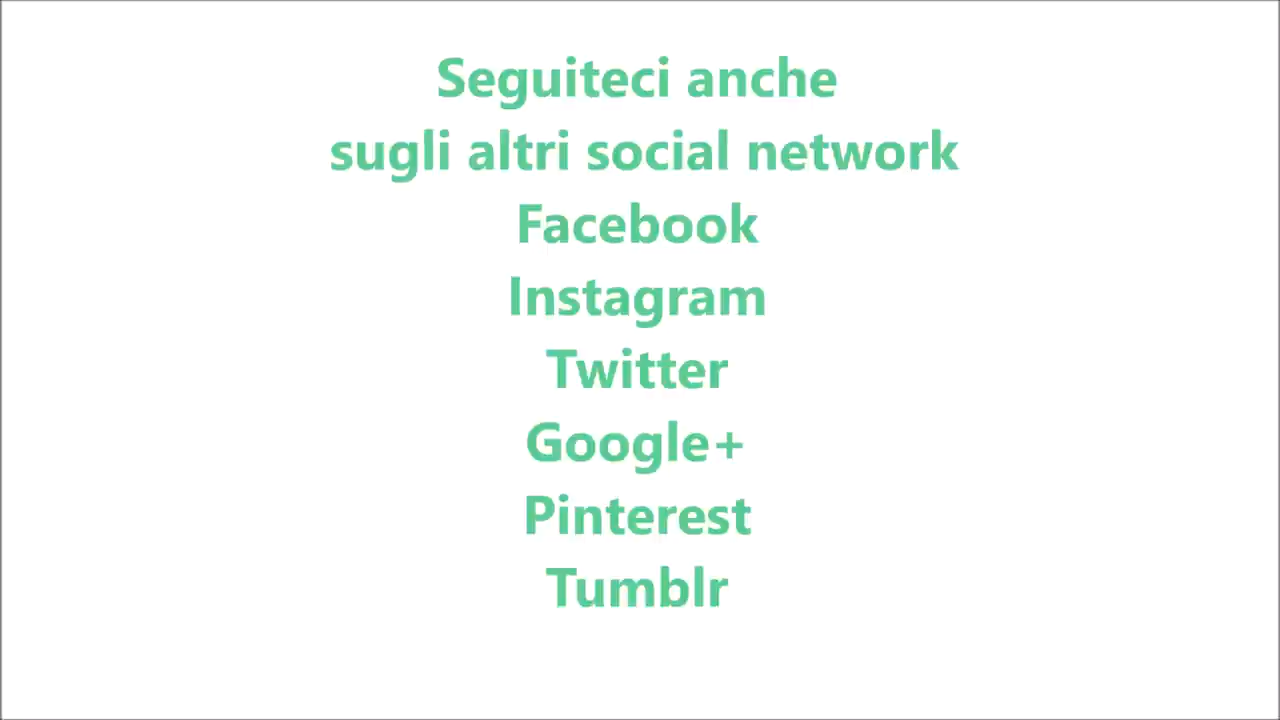 Seguiteci anche
sugli altri social network
Facebook
Instagram
Twitter
Google+
Pinterest
Tumblr